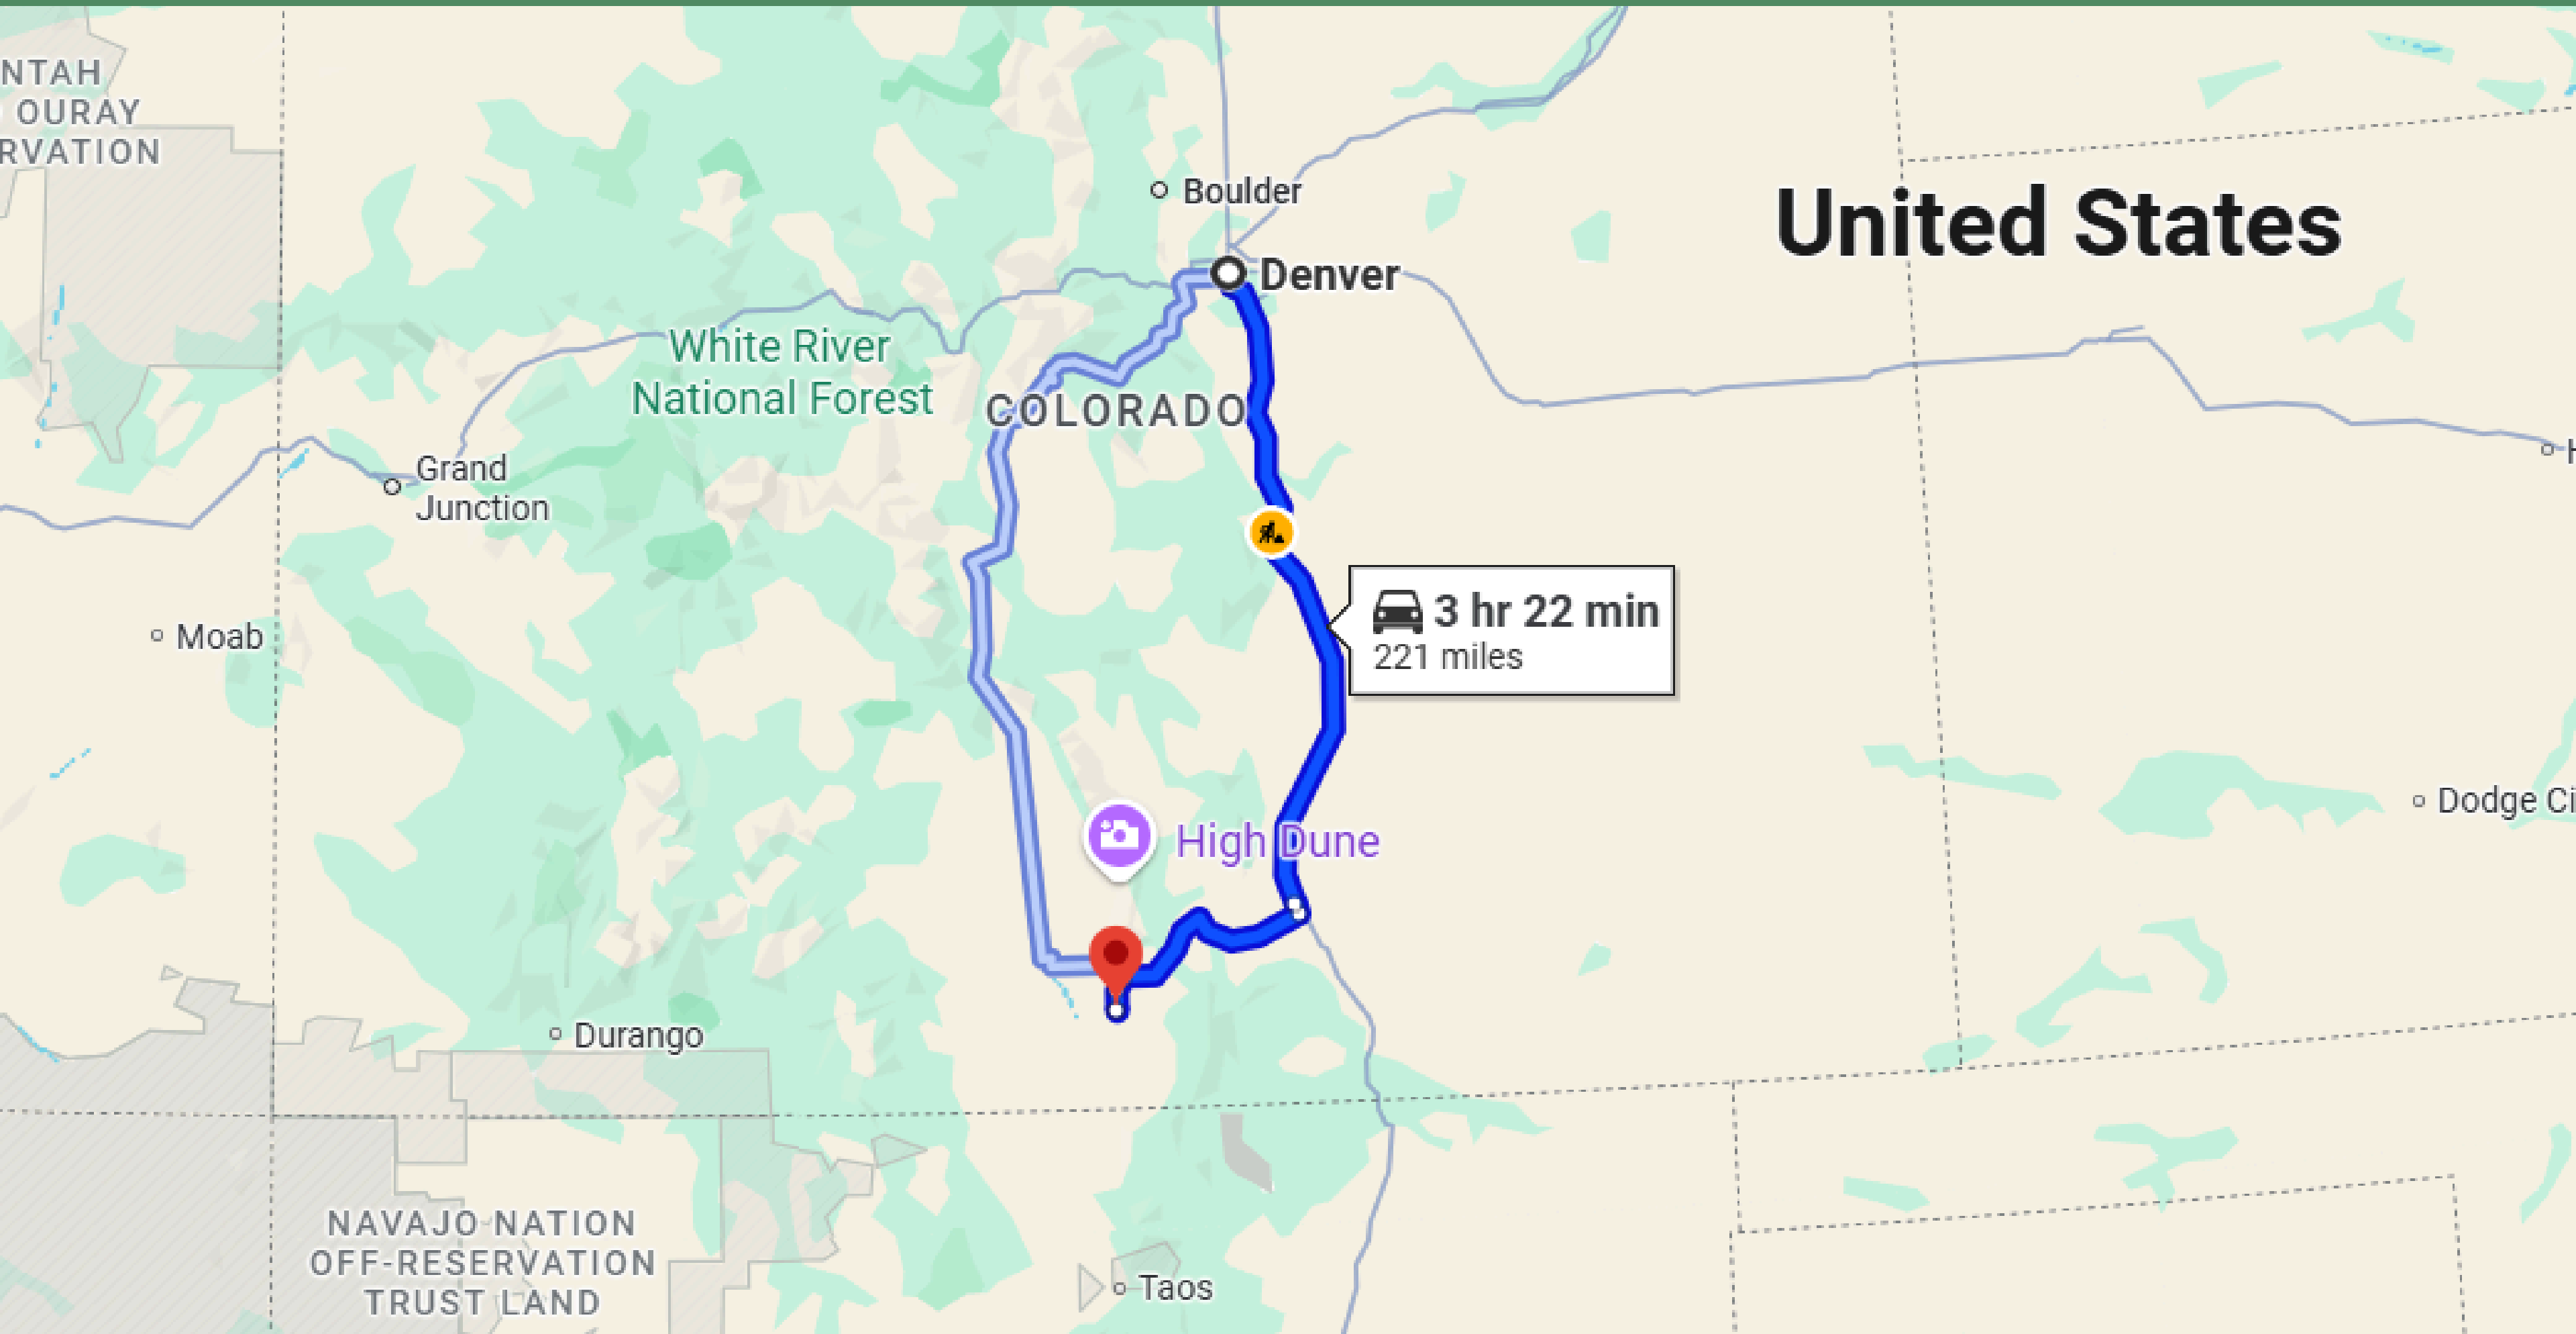 NTAH
OURAY
RVATION
Boulder
Denver
United States
White River
National Forest
COLORADO
Grand
Junction
Moab
3 hr 22 min
221 miles
High Dune
Dodge Ci
Durango
NAVAJO NATION
OFF-RESERVATION
TRUST LAND
Taos